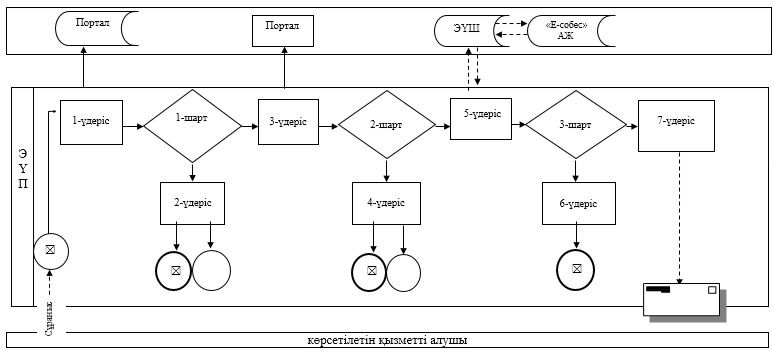 Портал
Портал
ЭҮШ
«Е-собес»
АЖ
Э
Ү
П
1-үдеріс
1-шарт
3-үдеріс
2-шарт
5-үдеріс
3-шарт
7-үдеріс
2-үдеріс
4-үдеріс
6-үдеріс
Сұраныс
көрсетілетін қызметті алушы